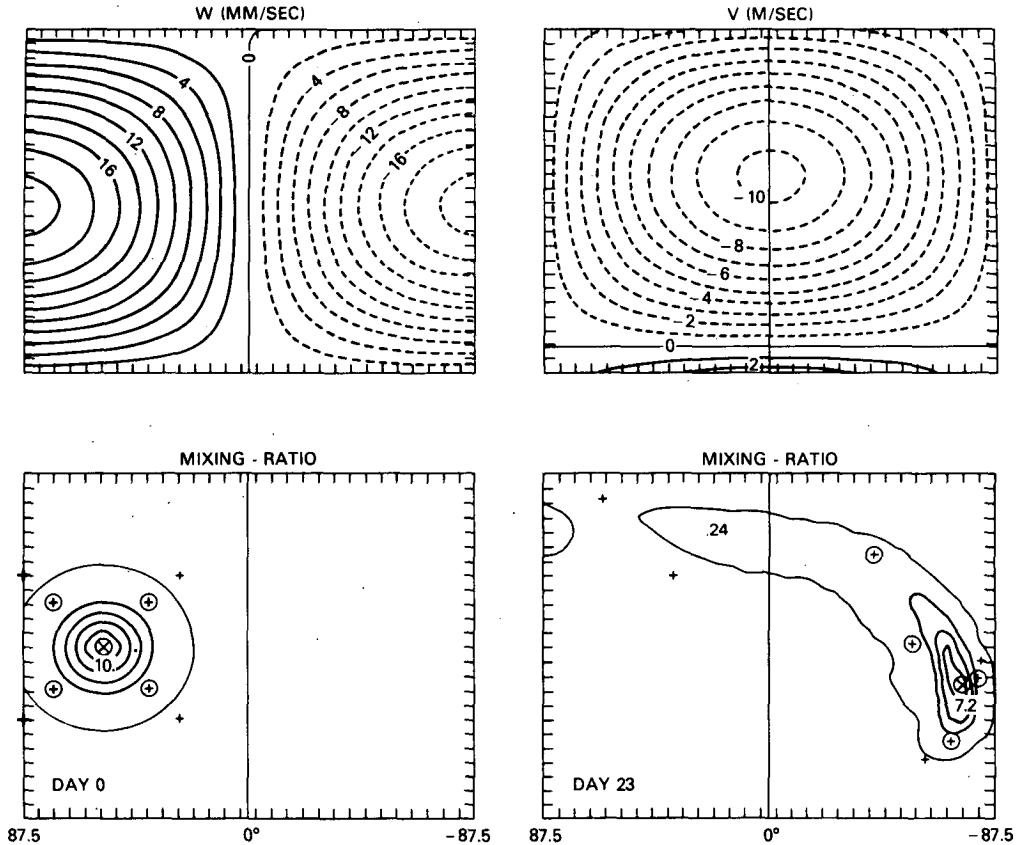 W (MM/SEC)
0
4
8
12
16
4
8
-12
-16
V (M/SEC)
-10
-8
-6
-4
-2
0
2
MIXING - RATIO
10.
DAY 0
87.5 0° -87.5
MIXING - RATIO
.24
7.2
DAY 23
87.5 0° -87.5